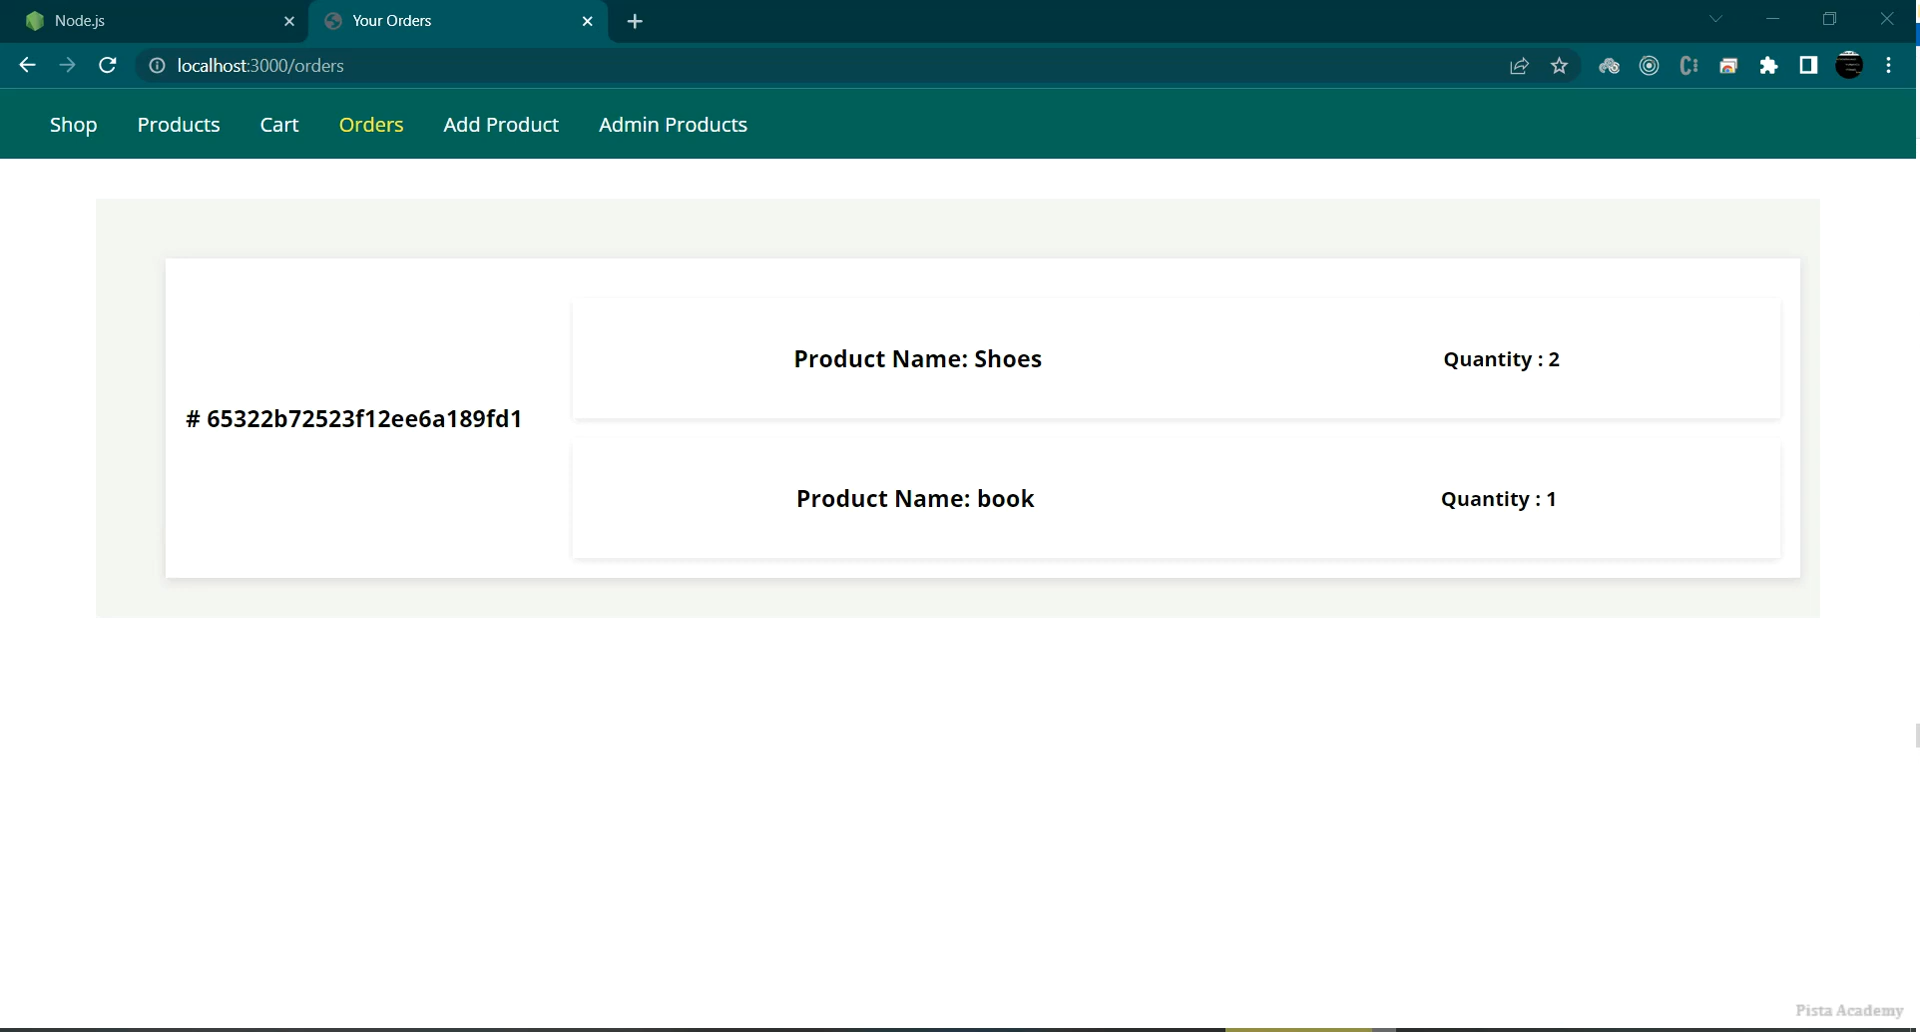 Node.js
Your Orders
localhost:3000/orders
Shop Products Cart Orders Add Product Admin Products
# 65322b72523f12ee6a189fd1
Product Name: Shoes Quantity : 2
Product Name: book Quantity : 1
Pista Academy